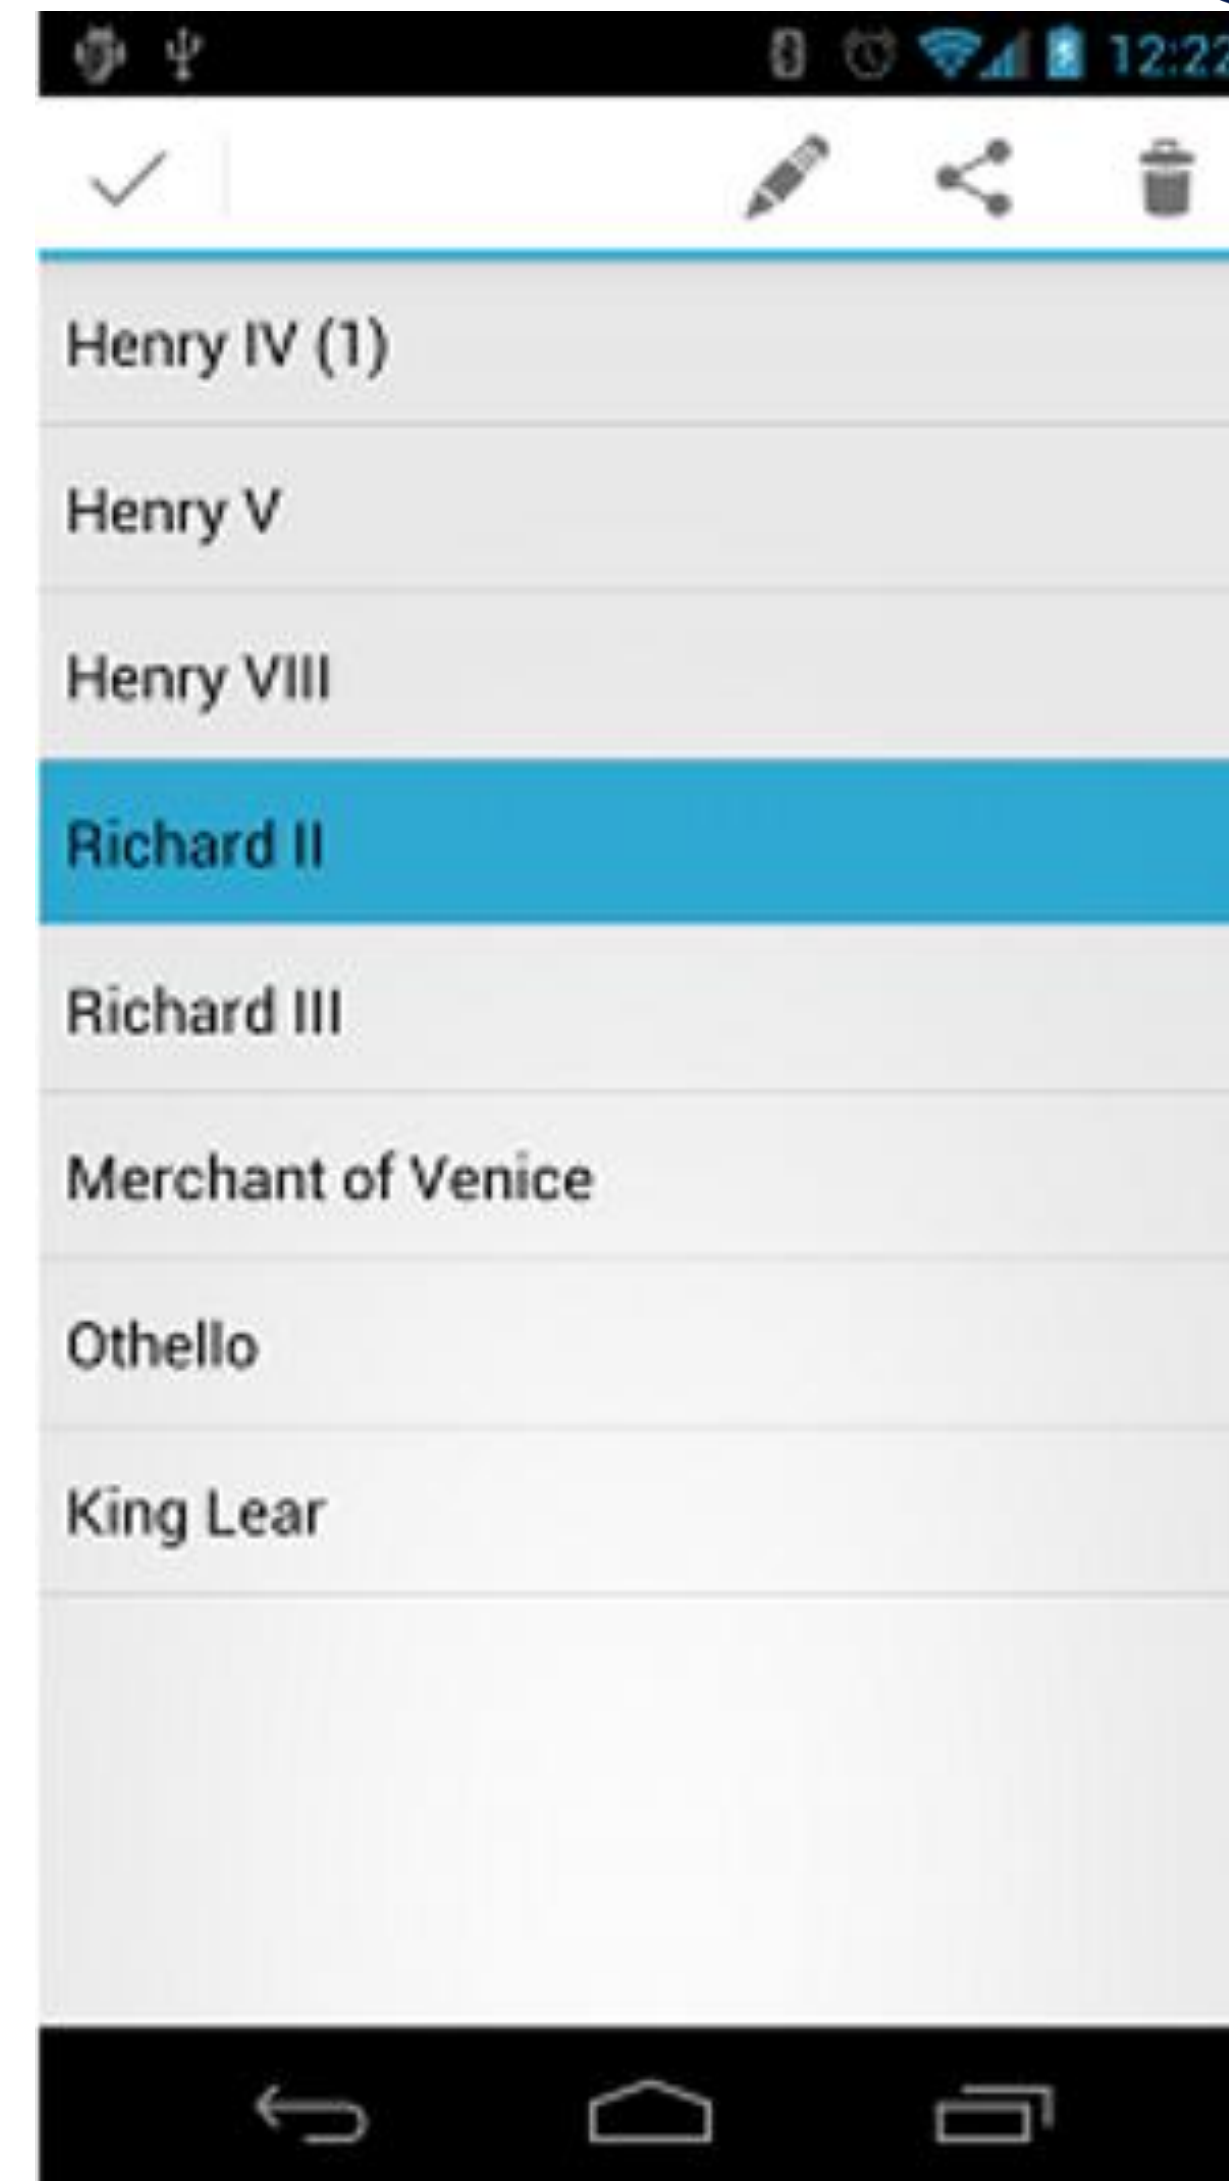 12:22
Henry IV (1)
Henry V
Henry VIII
Richard II
Richard III
Merchant of Venice
Othello
King Lear